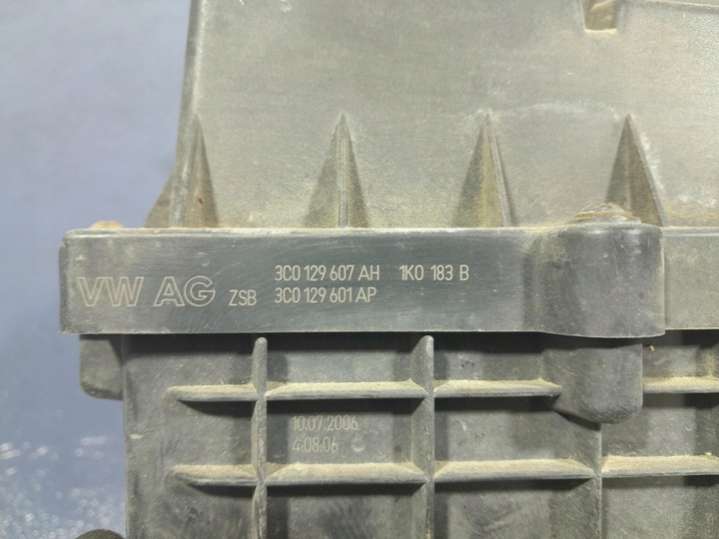 VW AG ZSB
3C0 129 607 AH 1K0 183 B
3C0 129 601 AP
10.07.2006
4:08.06